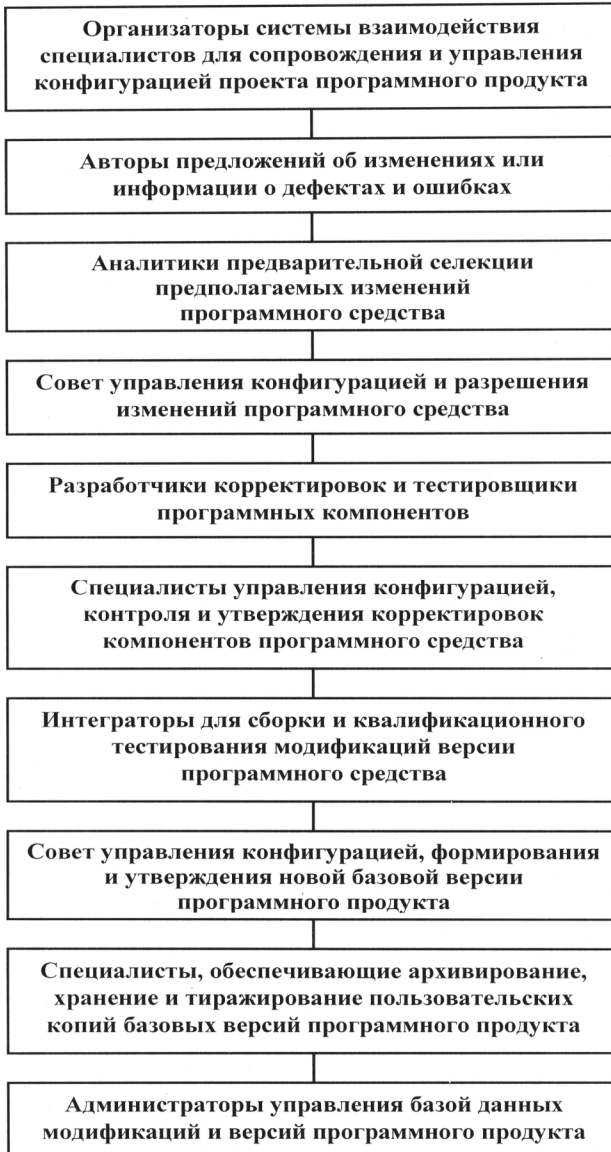 Организаторы системы взаимодействия
специалистов для сопровождения и управления
конфигурацией проекта программного продукта
Авторы предложений об изменениях или
информации о дефектах и ошибках
Аналитики предварительной селекции
предполагаемых изменений
программного средства
Совет управления конфигурацией и разрешения
изменений программного средства
Разработчики корректировок и тестировщики
программных компонентов
Специалисты управления конфигурацией,
контроля и утверждения корректировок
компонентов программного средства
Интеграторы для сборки и квалификационного
тестирования модификаций версии
программного средства
Совет управления конфигурацией, формирования
и утверждения новой базовой версии
программного продукта
Специалисты, обеспечивающие архивирование,
хранение и тиражирование пользовательских
копий базовых версий программного продукта
Администраторы управления базой данных
модификаций и версий программного продукта